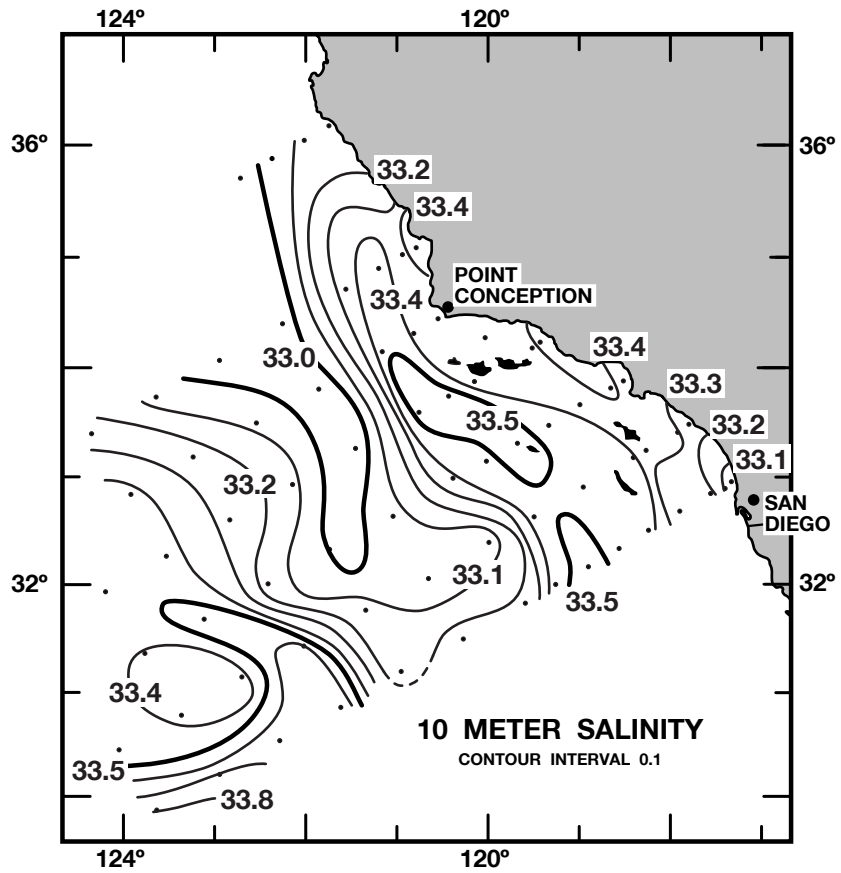 124º 120º
36º 36º
33.2
33.4
POINT
CONCEPTION
33.4
33.0
33.4
33.3
33.5
33.2
33.1
33.2
SAN
DIEGO
33.1
32º 32º
33.5
33.4
10 METER SALINITY
CONTOUR INTERVAL 0.1
33.5
33.8
124º 120º